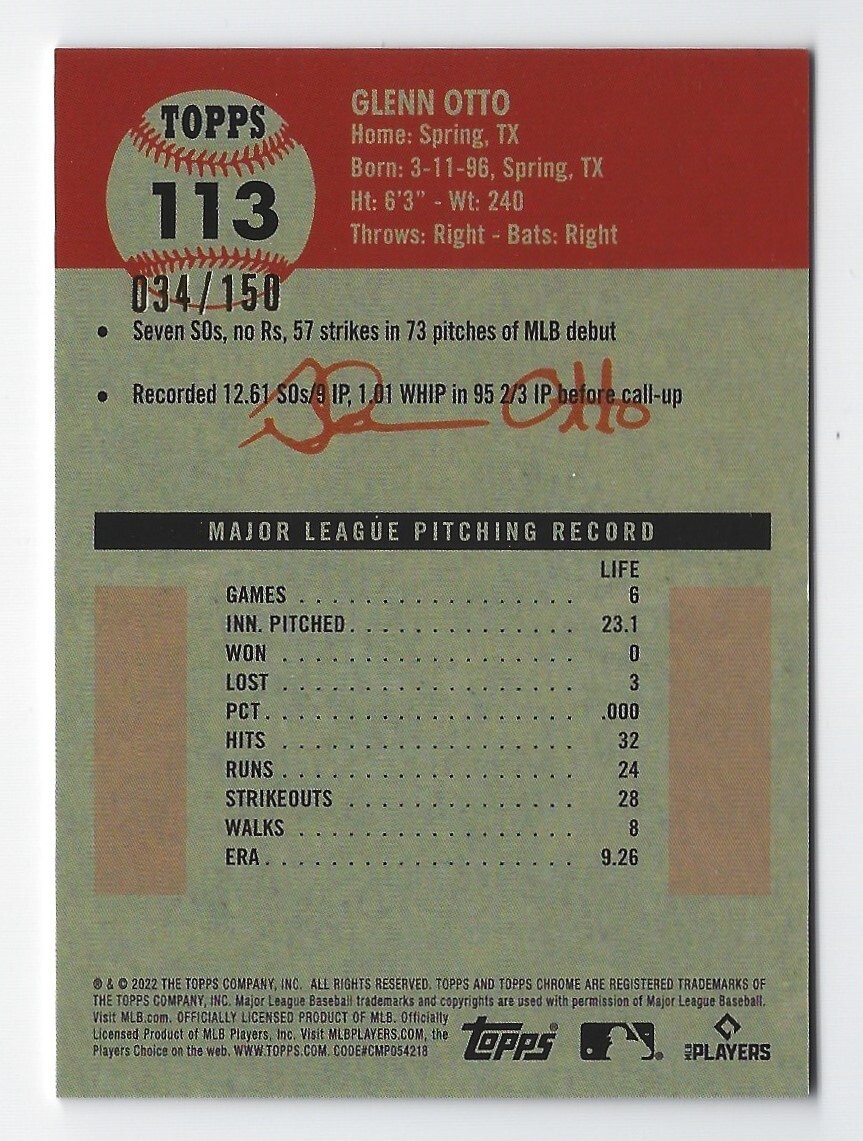 TOPPS
113
034/150
GLENN OTTO
Home: Spring, TX
Born: 3-11-96, Spring, TX
Ht: 6'3" - Wt: 240
Throws: Right - Bats: Right
• Seven SOs, no Rs, 57 strikes in 73 pitches of MLB debut
• Recorded 12.61 SOs/9 IP, 1.01 WHIP in 95 2/3 IP before call-up
Otto
MAJOR LEAGUE PITCHING RECORD
LIFE
GAMES . . . . . . . . . . . . . . . . . . . 6
INN. PITCHED. . . . . . . . . . . . . . . 23.1
WON . . . . . . . . . . . . . . . . . . . . 0
LOST . . . . . . . . . . . . . . . . . . . . 3
PCT. . . . . . . . . . . . . . . . . . . . . .000
HITS . . . . . . . . . . . . . . . . . . . . 32
RUNS . . . . . . . . . . . . . . . . . . . . 24
STRIKEOUTS . . . . . . . . . . . . . . . 28
WALKS . . . . . . . . . . . . . . . . . . . 8
ERA. . . . . . . . . . . . . . . . . . . . . 9.26
® & © 2022 THE TOPPS COMPANY, INC. ALL RIGHTS RESERVED. TOPPS AND TOPPS CHROME ARE REGISTERED TRADEMARKS OF
THE TOPPS COMPANY, INC. Major League Baseball trademarks and copyrights are used with permission of Major League Baseball.
Visit MLB.com. OFFICIALLY LICENSED PRODUCT OF MLB. Officially
Licensed Product of MLB Players, Inc. Visit MLBPLAYERS.COM, the
Players Choice on the web. WWW.TOPPS.COM. CODE#CMP054218
topps®
MLB PLAYERS